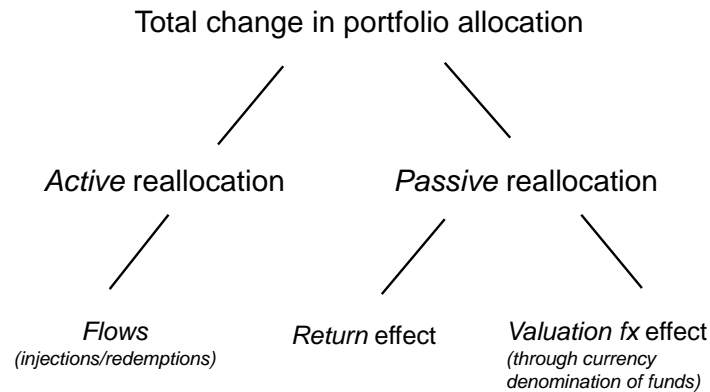 Total change in portfolio allocation
Active reallocation
Passive reallocation
Flows
(injections/redemptions)
Return effect
Valuation fx effect
(through currency
denomination of funds)